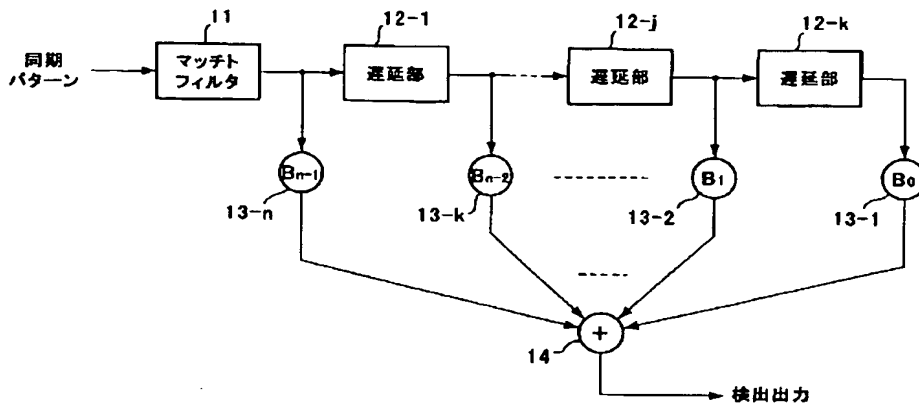 11
12-1
12-j
12-k
同期
パターン
マッチト
フィルタ
遅延部
遅延部
遅延部
Bn-1
Bn-2
B1
B0
13-n
13-k
13-2
13-1
+
14
検出出力